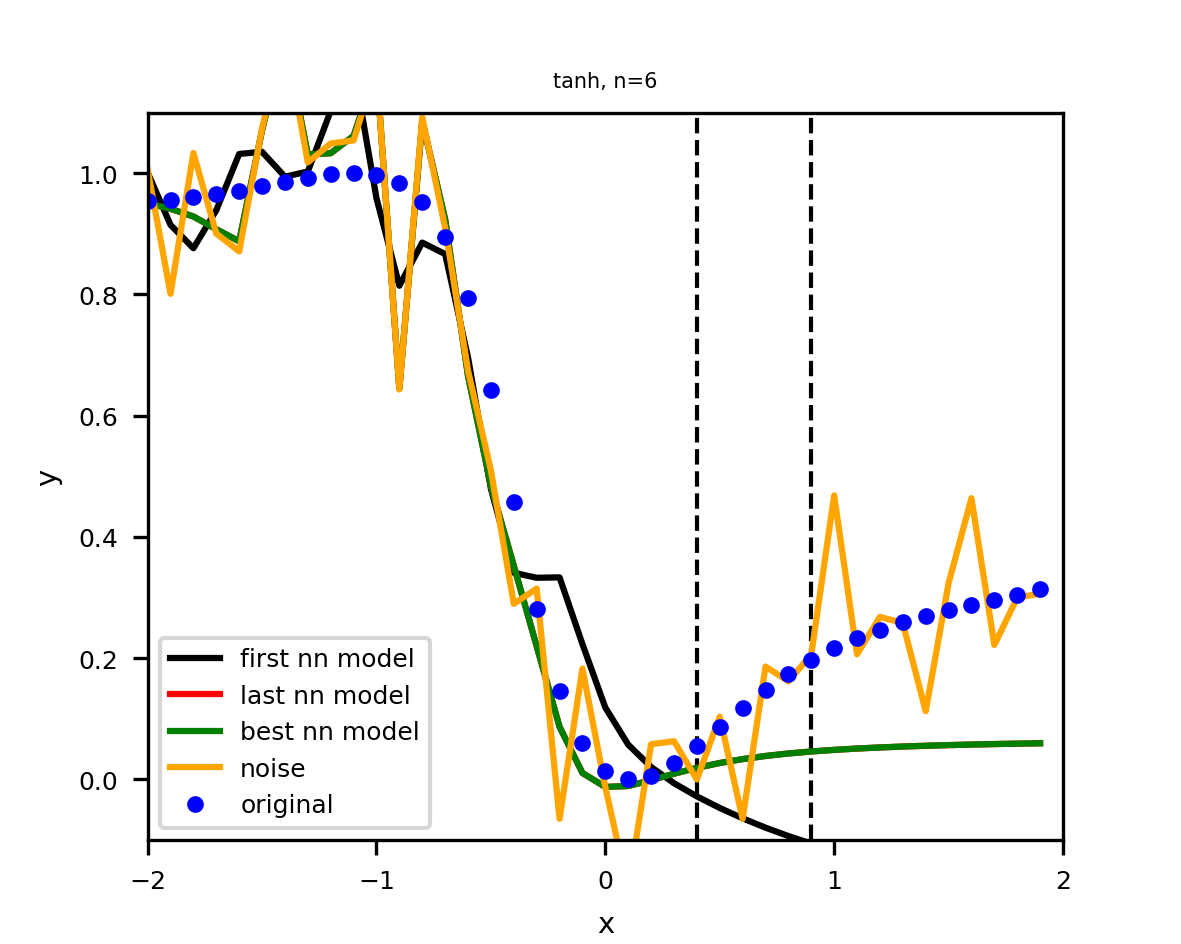 tanh, n=6
1.0
0.8
0.6
0.4
0.2
0.0
y
first nn model
last nn model
best nn model
noise
original
−2
−1
0
1
2
x